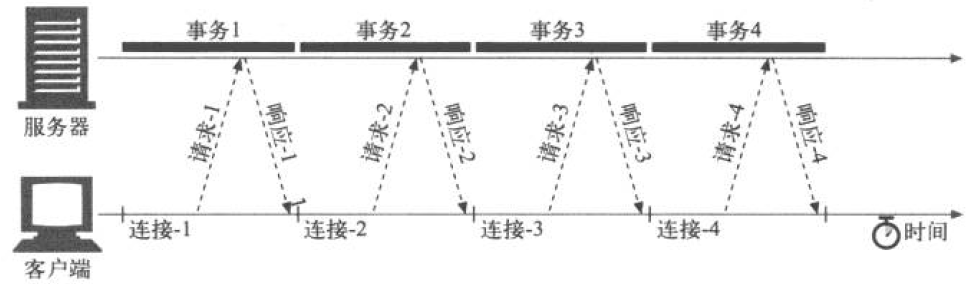 事务1 事务2 事务3 事务4
请求-1 响应-1 请求-2 响应-2 请求-3 响应-3 请求-4 响应-4
服务器
连接-1 连接-2 连接-3 连接-4 时间
客户端